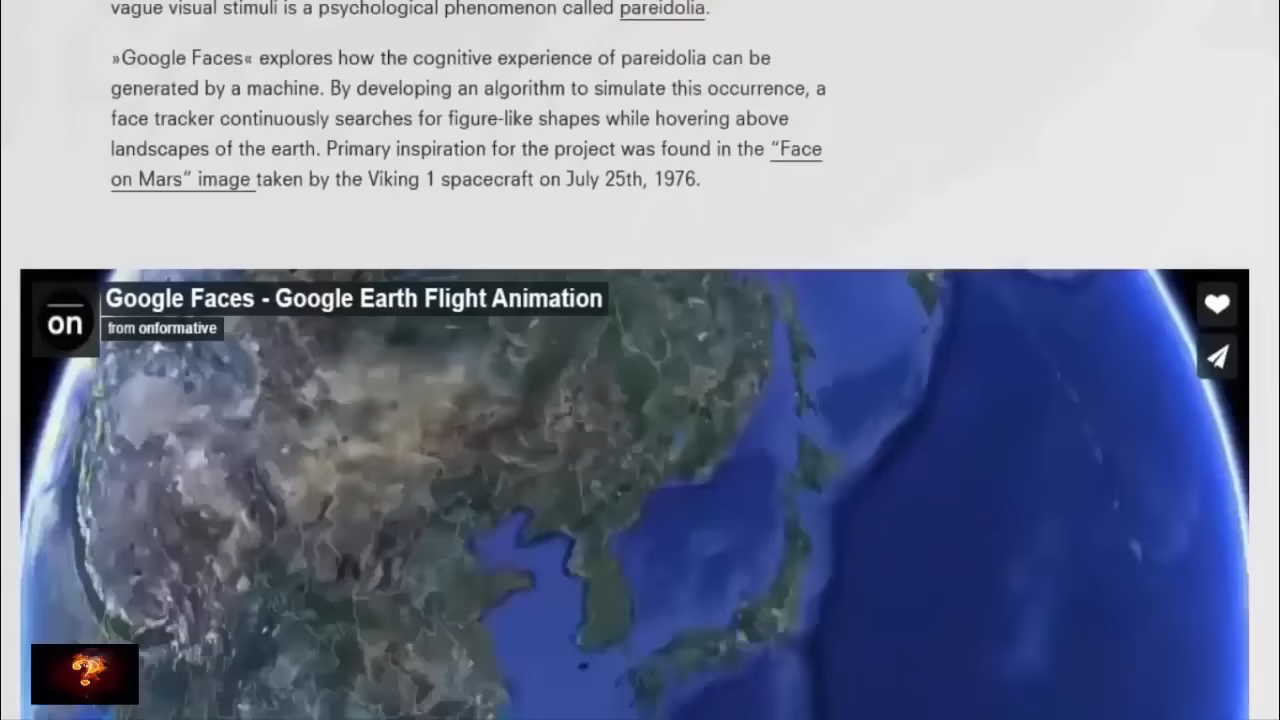 vague visual stimuli is a psychological phenomenon called pareidolia.
»Google Faces« explores how the cognitive experience of pareidolia can be
generated by a machine. By developing an algorithm to simulate this occurrence, a
face tracker continuously searches for figure-like shapes while hovering above
landscapes of the earth. Primary inspiration for the project was found in the “Face
on Mars” image taken by the Viking 1 spacecraft on July 25th, 1976.
on
Google Faces - Google Earth Flight Animation
from onformative
?